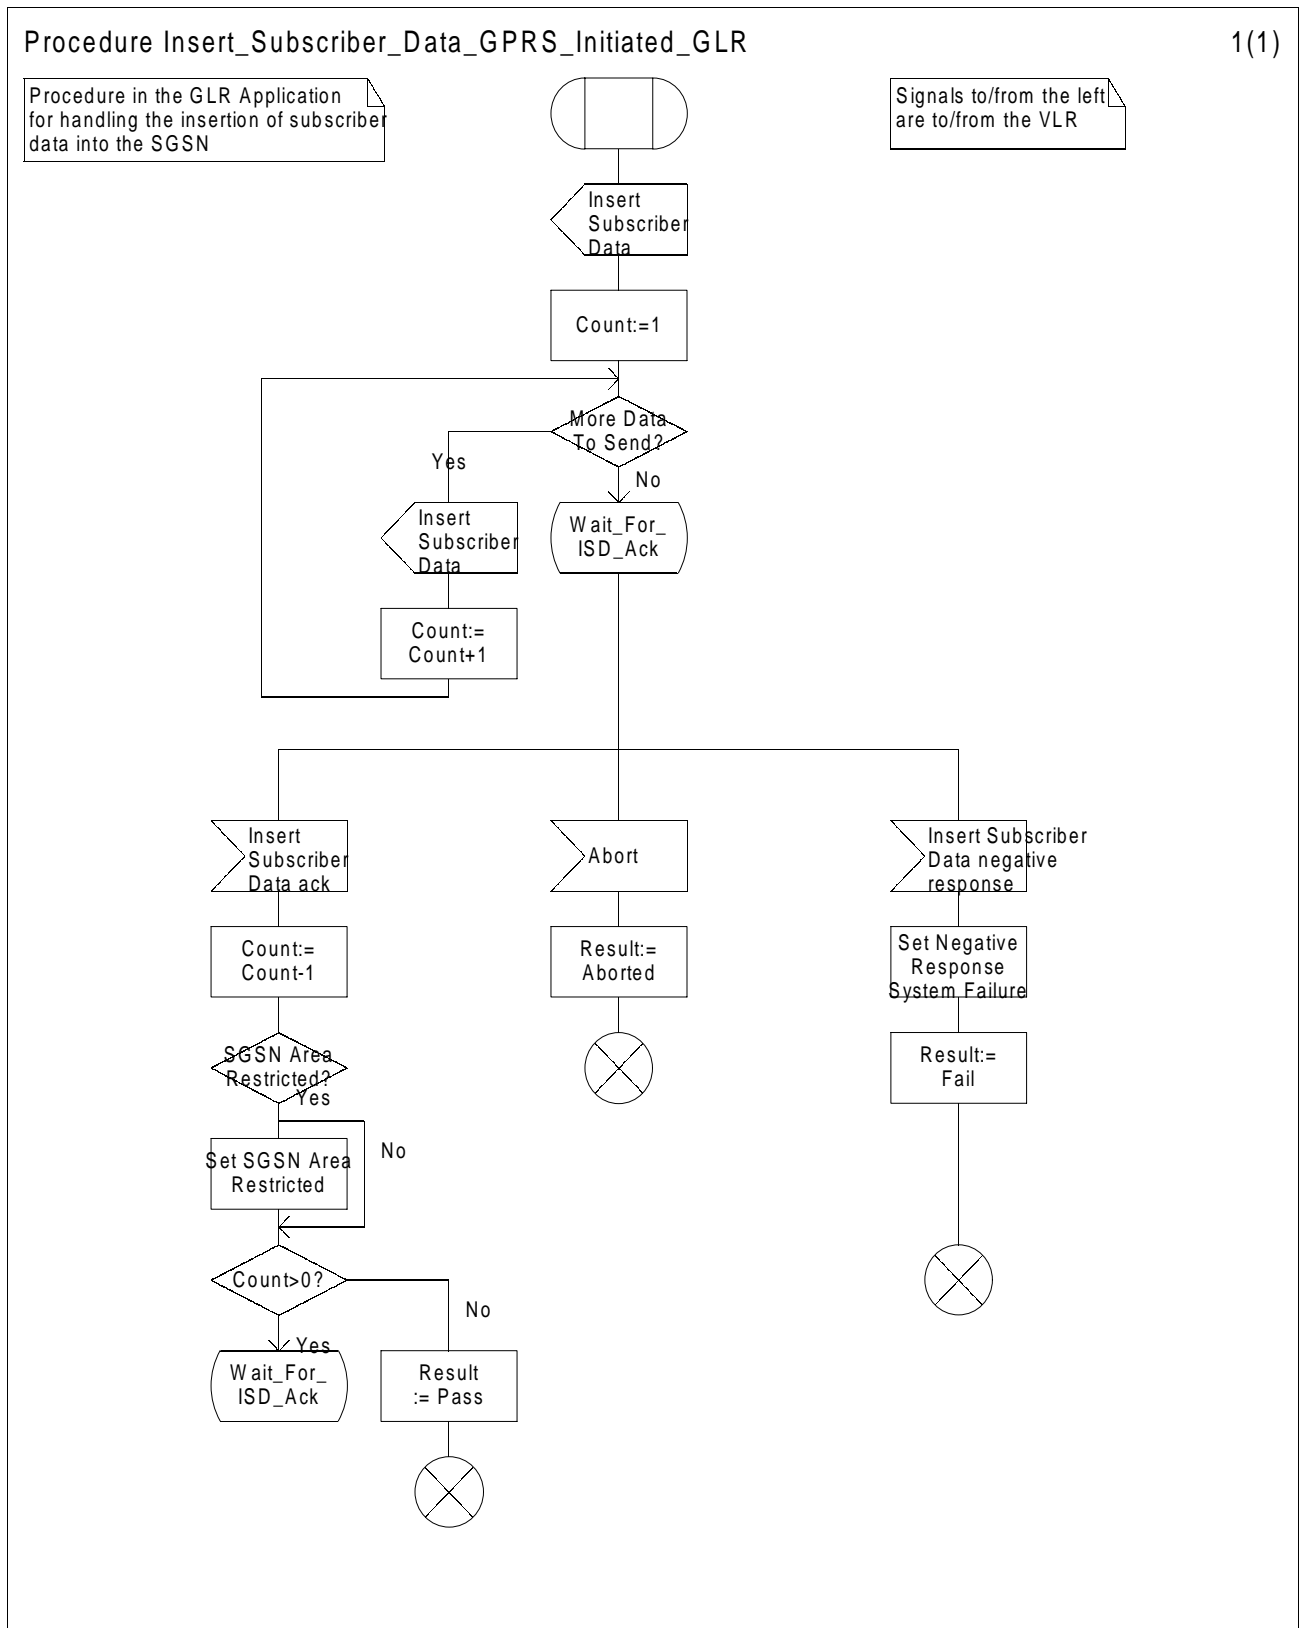 Procedure Insert_Subscriber_Data_GPRS_Initiated_GLR
1(1)
Procedure in the GLR Application
for handling the insertion of subscriber
data into the SGSN
Signals to/from the left
are to/from the VLR
Insert
Subscriber
Data
Count:=1
More Data
To Send?
Yes
No
Insert
Subscriber
Data
Wait_For_
ISD_Ack
Count:=
Count+1
Insert
Subscriber
Data ack
Abort
Insert Subscriber
Data negative
response
Count:=
Count-1
Result:=
Aborted
Set Negative
Response
System Failure
SGSN Area
Restricted?
Yes
Result:=
Fail
No
Set SGSN Area
Restricted
Count>0?
No
Yes
Wait_For_
ISD_Ack
Result
:= Pass